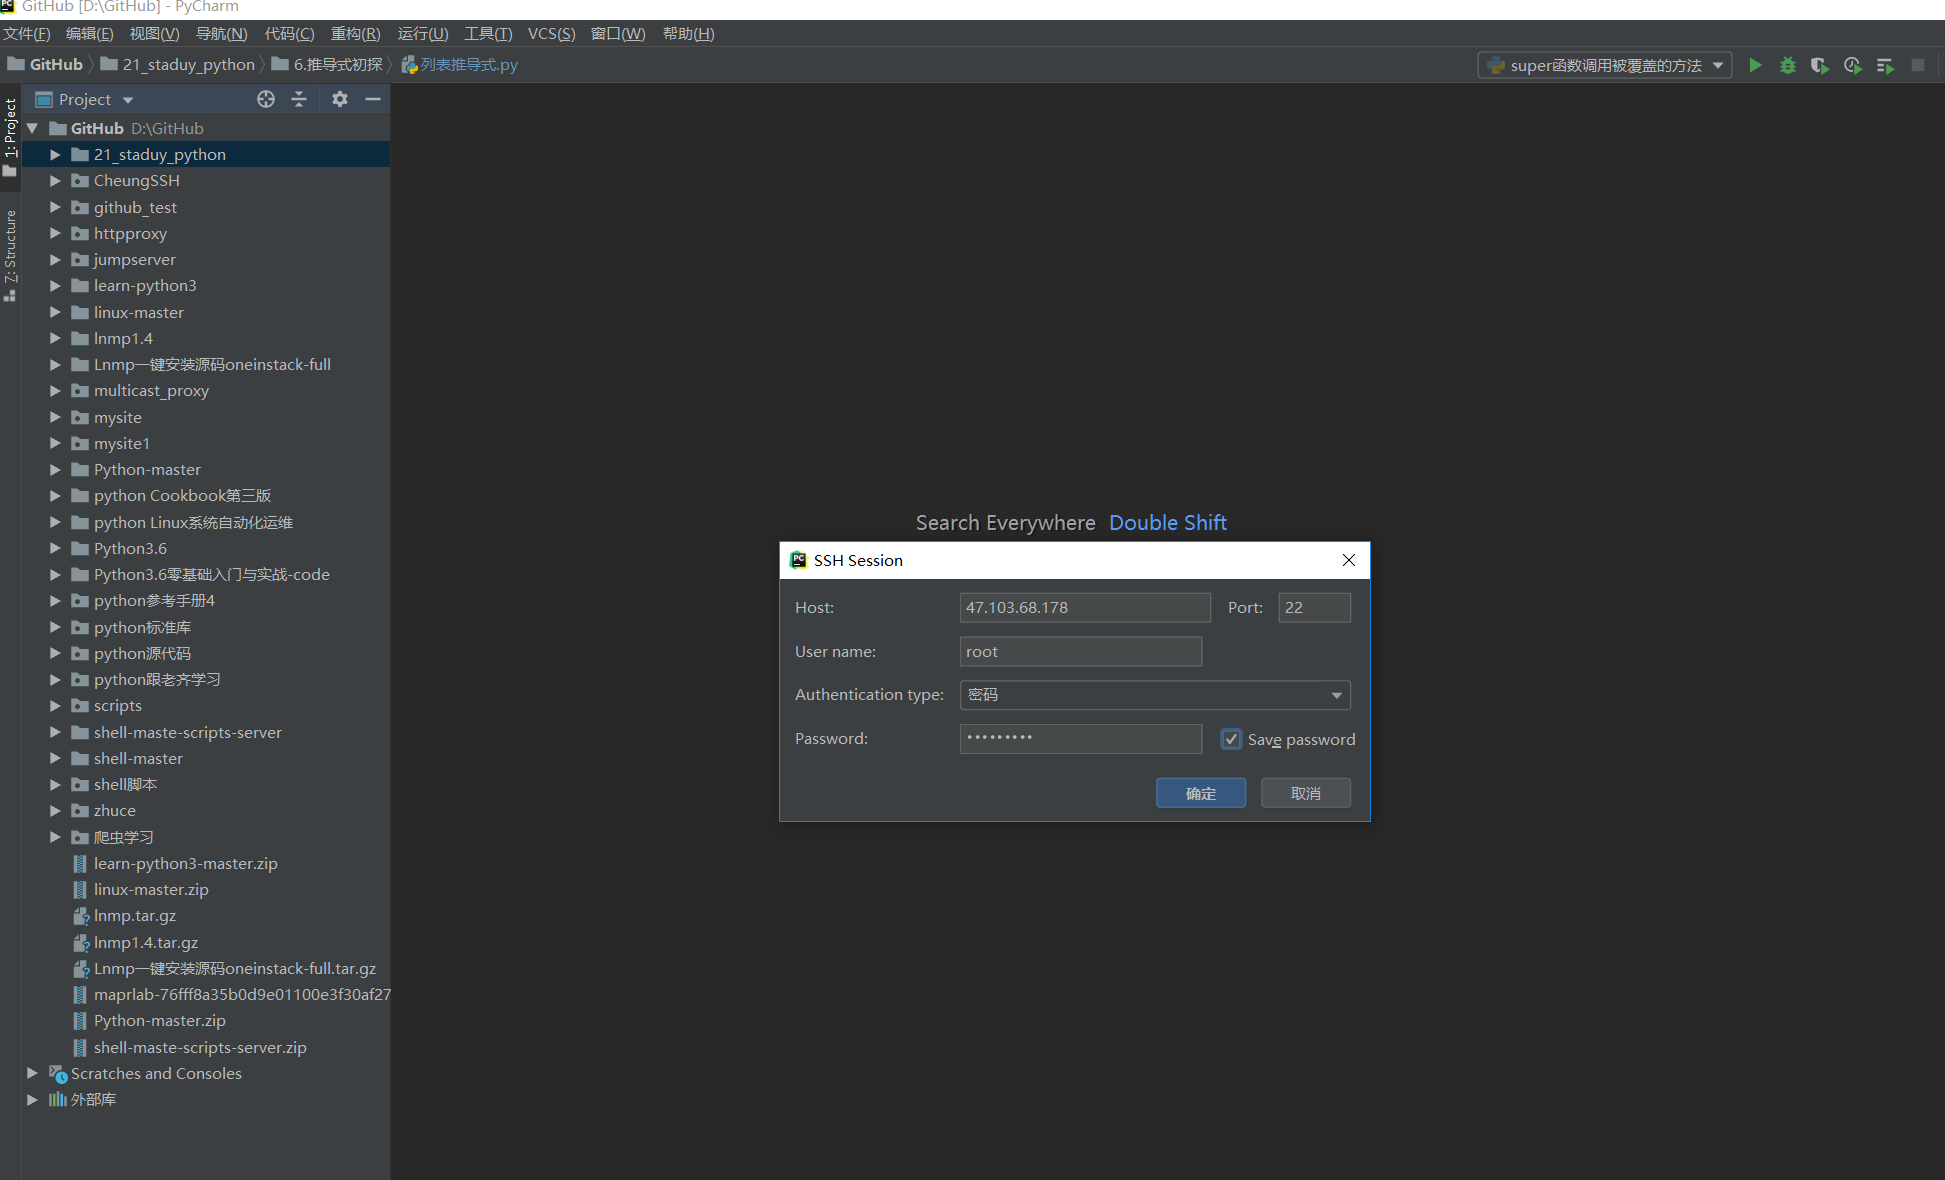 GitHub [D:\GitHub] - PyCharm
文件(F) 编辑(E) 视图(V) 导航(N) 代码(C) 重构(R) 运行(U) 工具(T) VCS(S) 窗口(W) 帮助(H)
GitHub 21_staduy_python 6.推导式初探 列表推导式.py super函数调用被覆盖的方法
Project
1: Project
Z: Structure
GitHub D:\GitHub
21_staduy_python
CheungSSH
github_test
httpproxy
jumpserver
learn-python3
linux-master
lnmp1.4
Lnmp一键安装源码oneinstack-full
multicast_proxy
mysite
mysite1
Python-master
python Cookbook第三版
python Linux系统自动化运维
Python3.6
Python3.6零基础入门与实战-code
python参考手册4
python标准库
python源代码
python跟老齐学习
scripts
shell-maste-scripts-server
shell-master
shell脚本
zhuce
爬虫学习
learn-python3-master.zip
linux-master.zip
lnmp.tar.gz
lnmp1.4.tar.gz
Lnmp一键安装源码oneinstack-full.tar.gz
maprlab-76fff8a35b0d9e01100e3f30af27
Python-master.zip
shell-maste-scripts-server.zip
Scratches and Consoles
外部库
Search Everywhere Double Shift
PC SSH Session
Host: 47.103.68.178 Port: 22
User name: root
Authentication type: 密码
Password: ••••••••• Save password
确定 取消